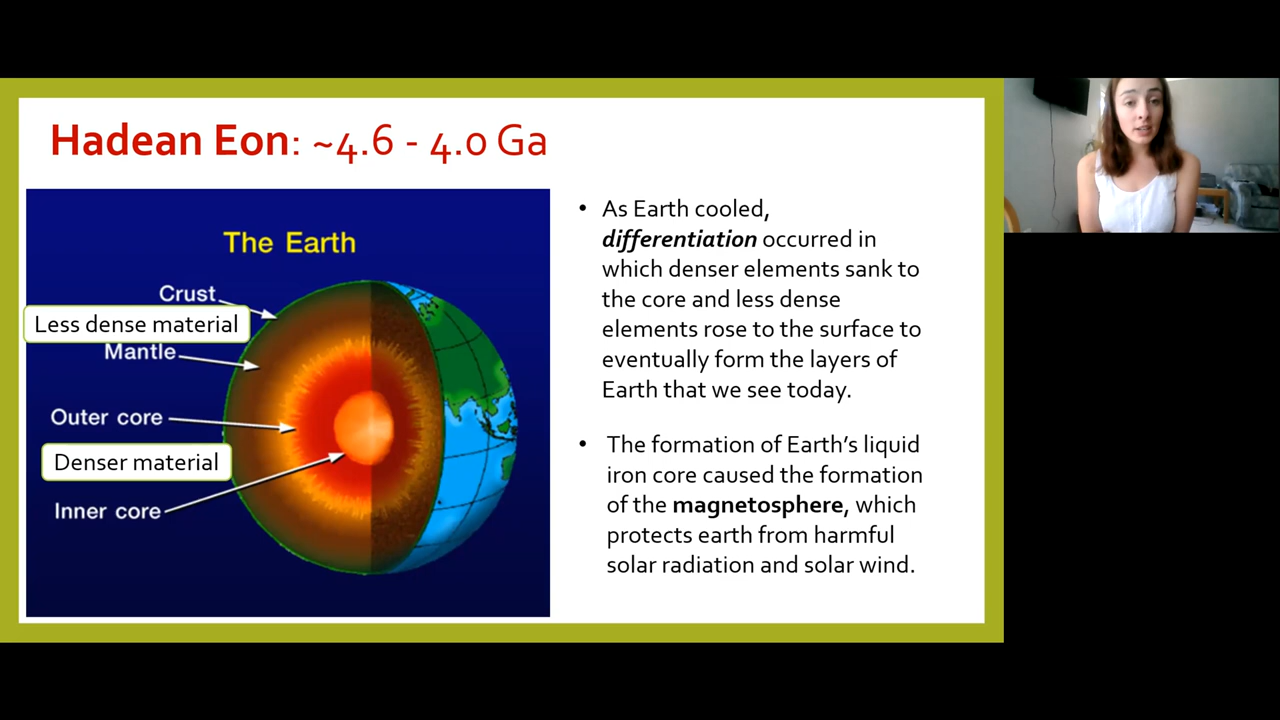 Hadean Eon: ~4.6 - 4.0 Ga
The Earth
Crust
Less dense material
Mantle
Outer core
Denser material
Inner core
• As Earth cooled,
differentiation occurred in
which denser elements sank to
the core and less dense
elements rose to the surface to
eventually form the layers of
Earth that we see today.
• The formation of Earth's liquid
iron core caused the formation
of the magnetosphere, which
protects earth from harmful
solar radiation and solar wind.